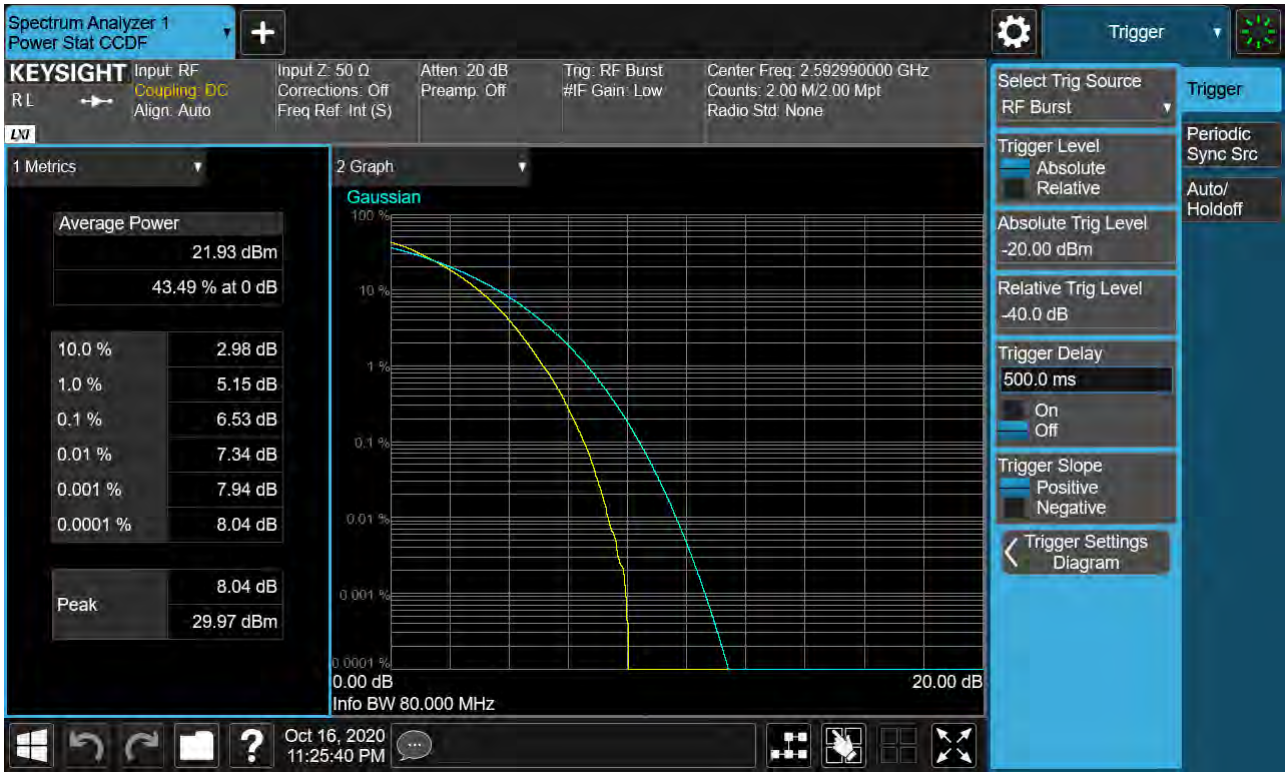 Spectrum Analyzer 1
Power Stat CCDF
+
Trigger
KEYSIGHT
RL
LXI
Input: RF
Coupling: DC
Align: Auto
Input Z: 50 Ω
Corrections: Off
Freq Ref: Int (S)
Atten: 20 dB
Preamp: Off
Trig: RF Burst
#IF Gain: Low
Center Freq: 2.592990000 GHz
Counts: 2.00 M/2.00 Mpt
Radio Std: None
1 Metrics
Average Power
21.93 dBm
43.49 % at 0 dB
10.0 % 2.98 dB
1.0 % 5.15 dB
0.1 % 6.53 dB
0.01 % 7.34 dB
0.001 % 7.94 dB
0.0001 % 8.04 dB
Peak
8.04 dB
29.97 dBm
2 Graph
Gaussian
100 %
10 %
1 %
0.1 %
0.01 %
0.001 %
0.0001 %
0.00 dB 20.00 dB
Info BW 80.000 MHz
Select Trig Source
RF Burst
Trigger Level
Absolute
Relative
Absolute Trig Level
-20.00 dBm
Relative Trig Level
-40.0 dB
Trigger Delay
500.0 ms
On
Off
Trigger Slope
Positive
Negative
Trigger Settings
Diagram
Trigger
Periodic
Sync Src
Auto/
Holdoff
?
Oct 16, 2020
11:25:40 PM